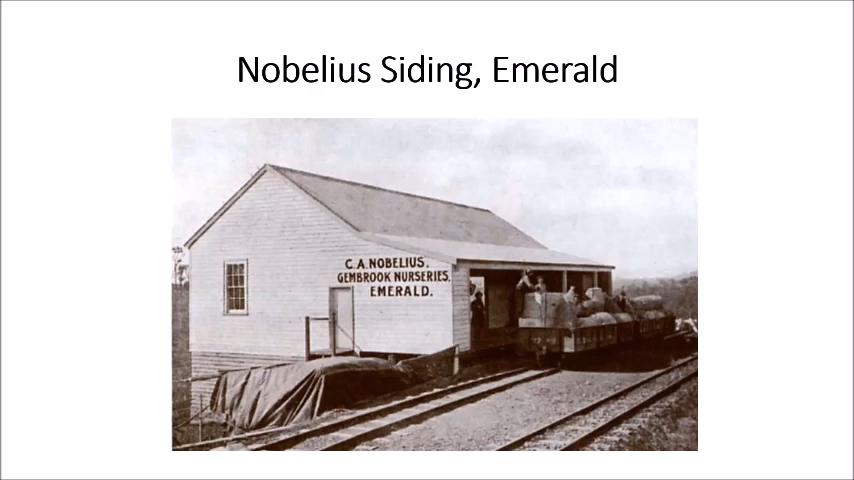 Nobelius Siding, Emerald
C.A.NOBELIUS.
GEMBROOK NURSERIES,
EMERALD.